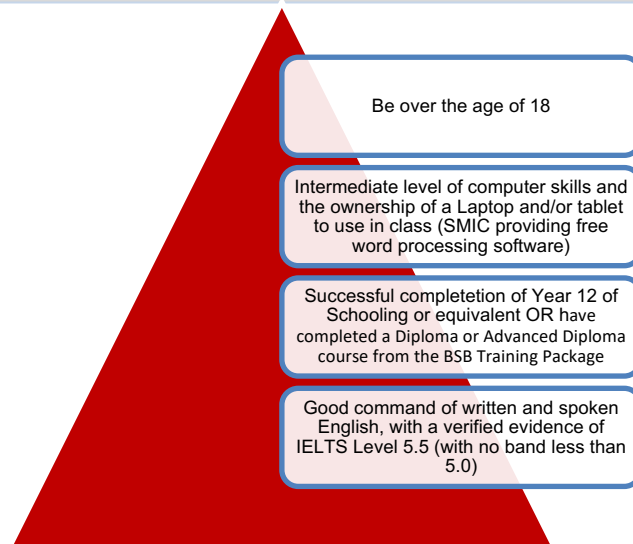 Be over the age of 18
Intermediate level of computer skills and
the ownership of a Laptop and/or tablet
to use in class (SMIC providing free
word processing software)
Successful completetion of Year 12 of
Schooling or equivalent OR have
completed a Diploma or Advanced Diploma
course from the BSB Training Package
Good command of written and spoken
English, with a verified evidence of
IELTS Level 5.5 (with no band less than
5.0)